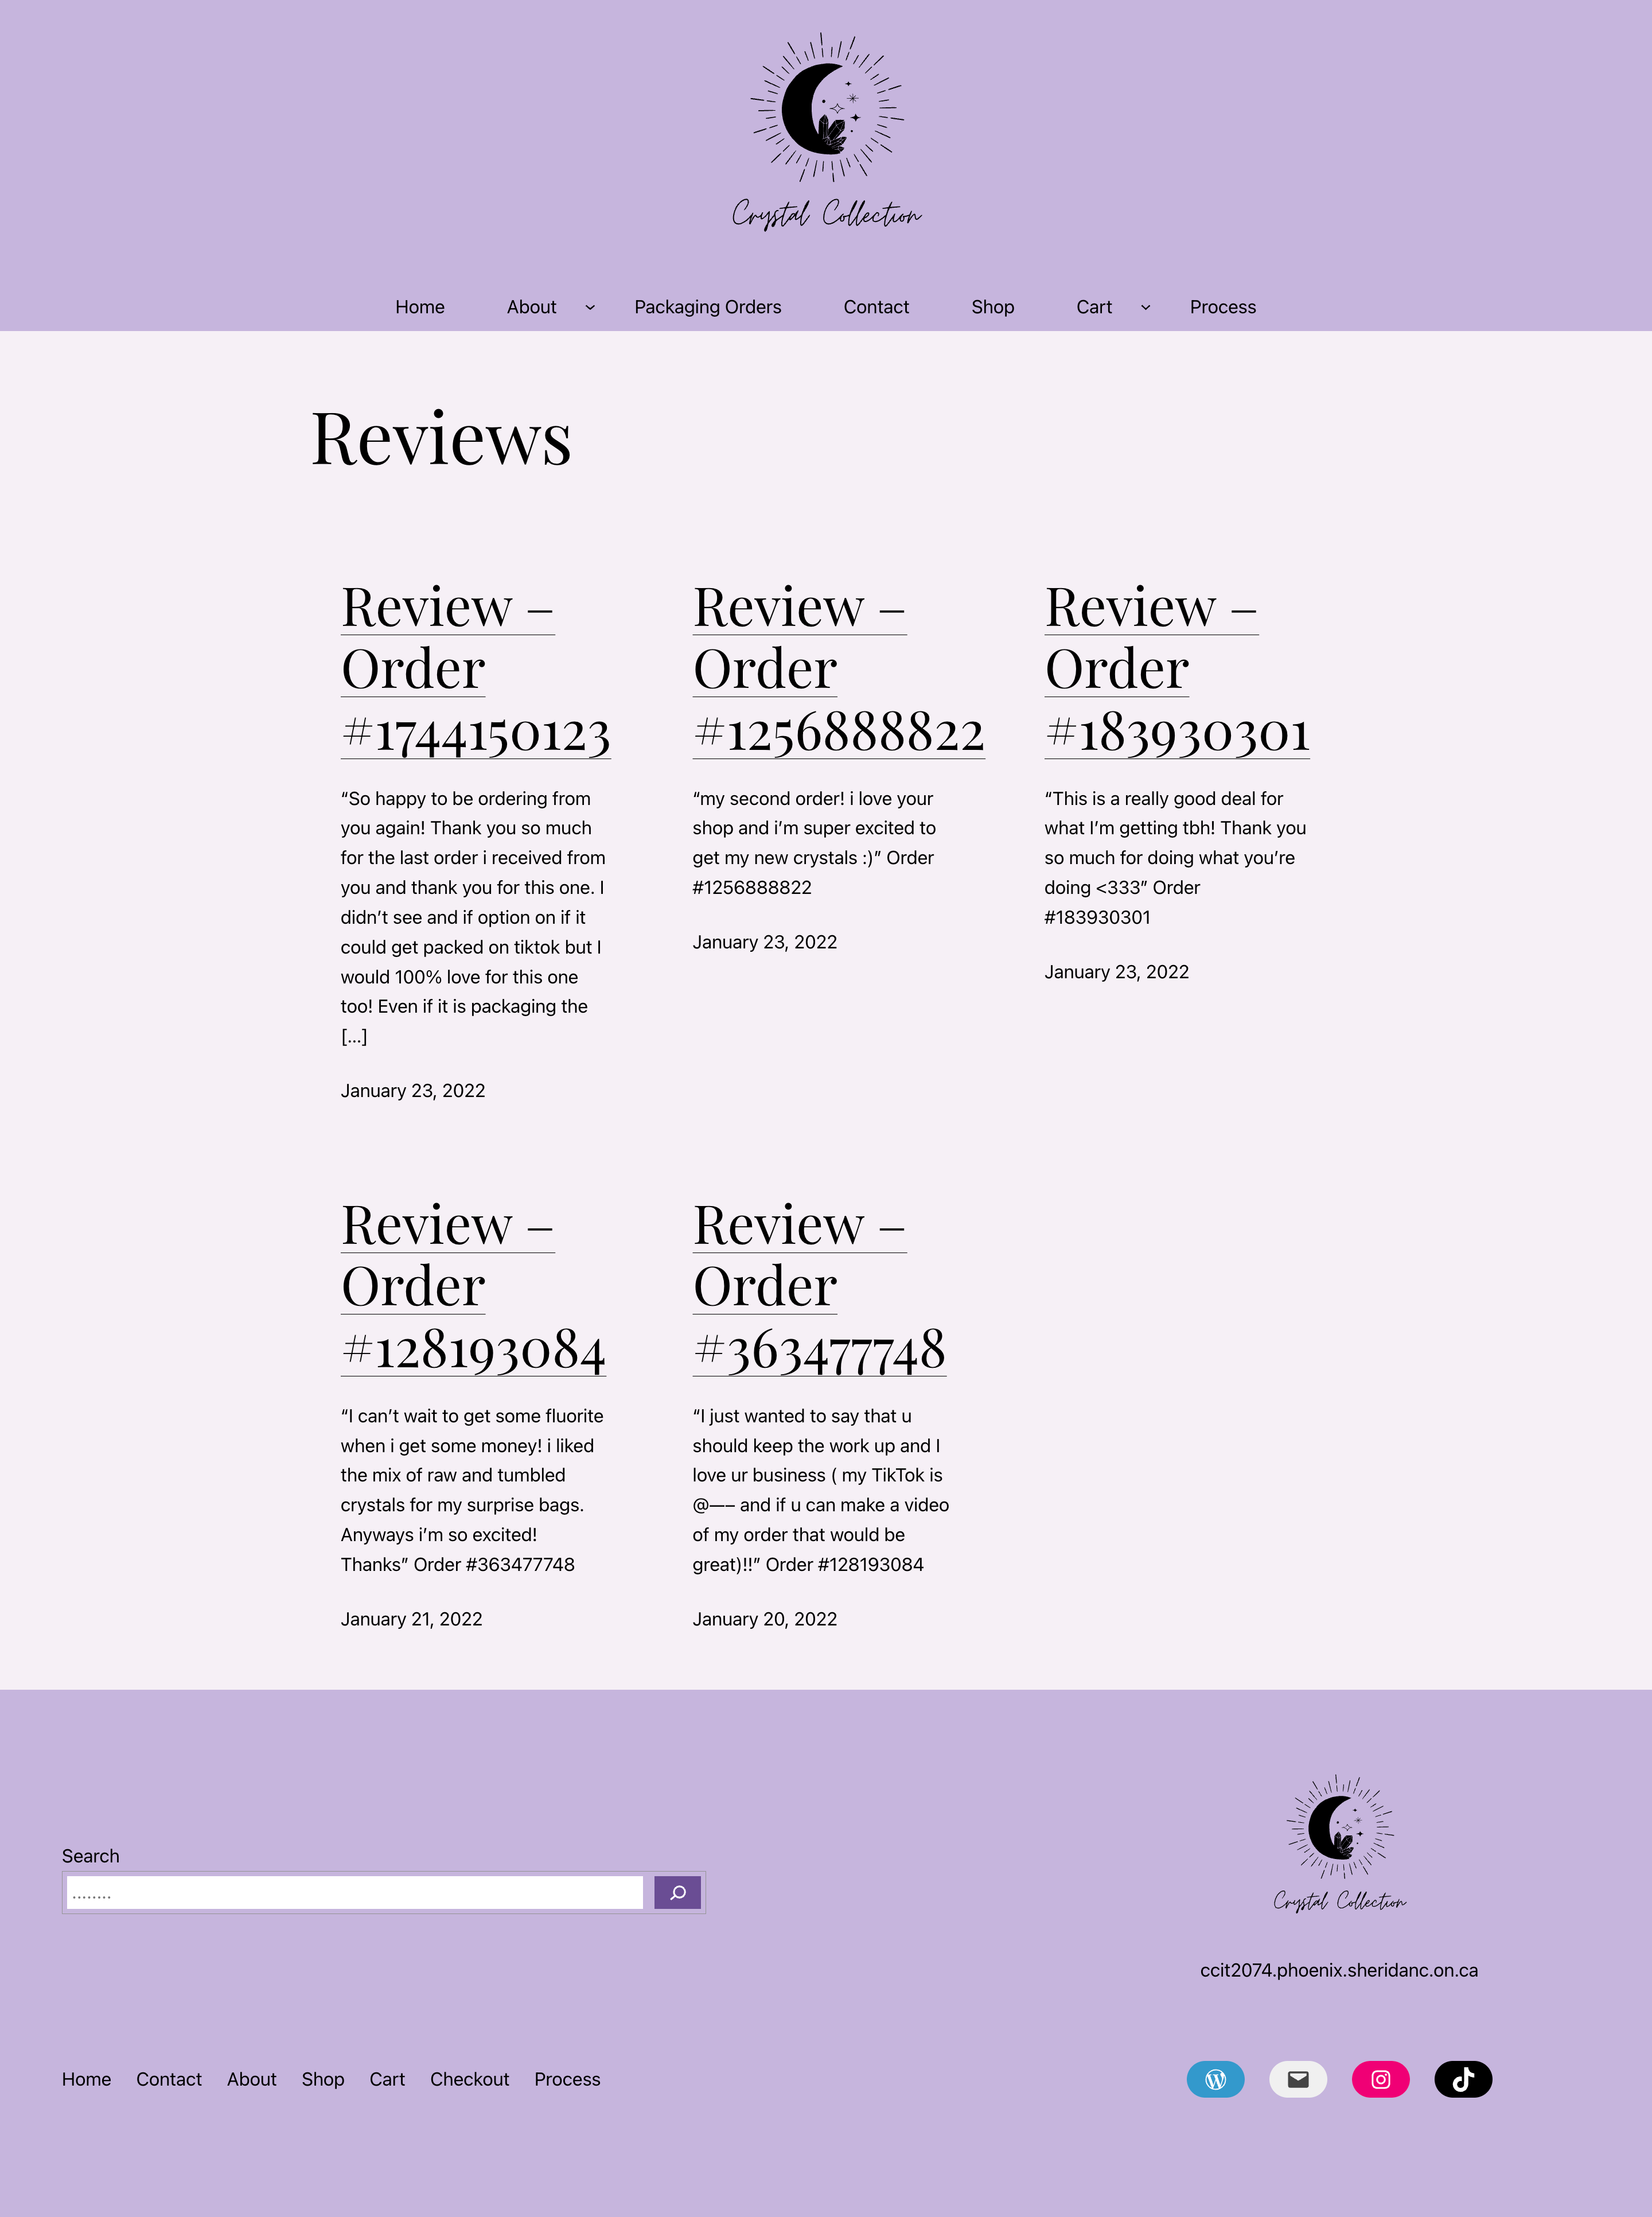 Crystal Collection
Home About Packaging Orders Contact Shop Cart Process
Reviews
Review –
Order
#1744150123
“So happy to be ordering from
you again! Thank you so much
for the last order i received from
you and thank you for this one. I
didn’t see and if option on if it
could get packed on tiktok but I
would 100% love for this one
too! Even if it is packaging the
[…]
January 23, 2022
Review –
Order
#1256888822
“my second order! i love your
shop and i’m super excited to
get my new crystals :)” Order
#1256888822
January 23, 2022
Review –
Order
#183930301
“This is a really good deal for
what I’m getting tbh! Thank you
so much for doing what you’re
doing <333” Order
#183930301
January 23, 2022
Review –
Order
#128193084
“I can’t wait to get some fluorite
when i get some money! i liked
the mix of raw and tumbled
crystals for my surprise bags.
Anyways i’m so excited!
Thanks” Order #363477748
January 21, 2022
Review –
Order
#363477748
“I just wanted to say that u
should keep the work up and I
love ur business ( my TikTok is
@—– and if u can make a video
of my order that would be
great)!!” Order #128193084
January 20, 2022
Search
........
Crystal Collection
ccit2074.phoenix.sheridanc.on.ca
Home Contact About Shop Cart Checkout Process